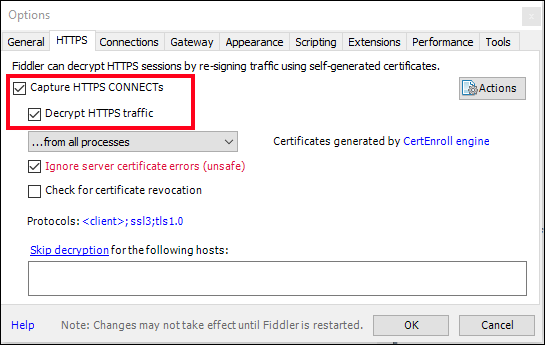 Options
General HTTPS Connections Gateway Appearance Scripting Extensions Performance Tools
Fiddler can decrypt HTTPS sessions by re-signing traffic using self-generated certificates.
Capture HTTPS CONNECTs
Actions
Decrypt HTTPS traffic
...from all processes
Certificates generated by CertEnroll engine
Ignore server certificate errors (unsafe)
Check for certificate revocation
Protocols: <client>;ssl3;tls1.0
Skip decryption for the following hosts:
Help Note: Changes may not take effect until Fiddler is restarted. OK Cancel